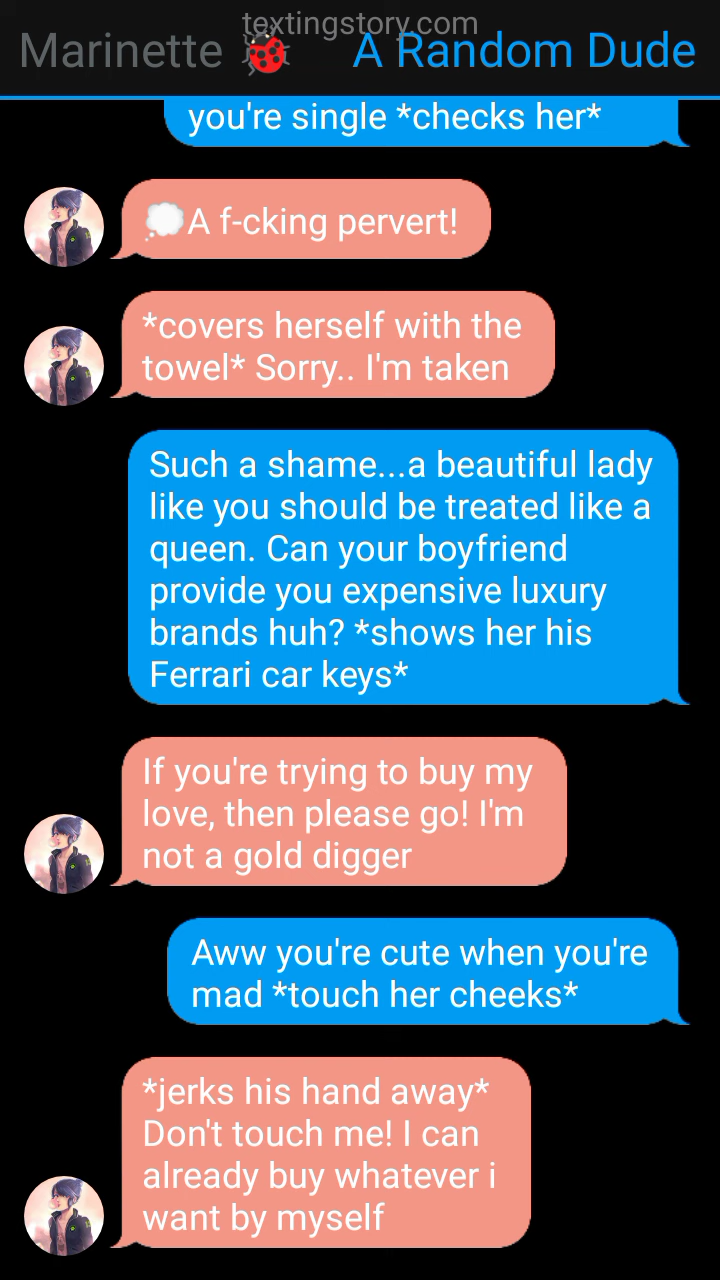 textingstory.com
Marinette 🐞 A Random Dude
you're single *checks her*
💭A f-cking pervert!
*covers herself with the
towel* Sorry.. I'm taken
Such a shame...a beautiful lady
like you should be treated like a
queen. Can your boyfriend
provide you expensive luxury
brands huh? *shows her his
Ferrari car keys*
If you're trying to buy my
love, then please go! I'm
not a gold digger
Aww you're cute when you're
mad *touch her cheeks*
*jerks his hand away*
Don't touch me! I can
already buy whatever i
want by myself